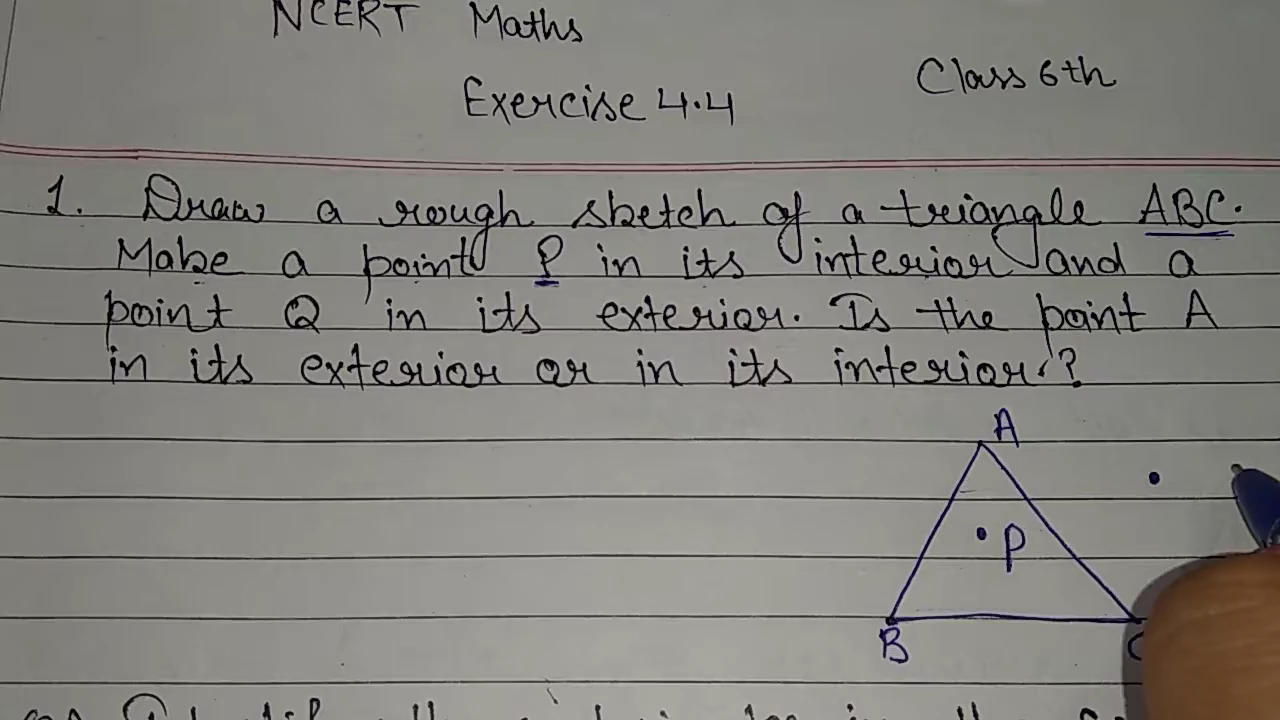 NCERT Maths
Class 6th
Exercise 4.4
1. Draw a rough sketch of a triangle ABC.
Make a point P in its interior and a
point Q in its exterior. Is the point A
in its exterior or in its interior?
A
P
B